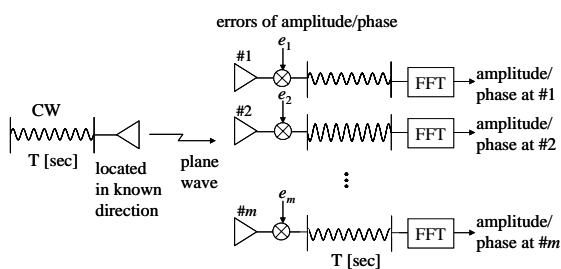 errors of amplitude/phase
#1
e1
FFT
amplitude/
phase at #1
CW
T [sec]
located
in known
direction
plane
wave
#2
e2
FFT
amplitude/
phase at #2
#m
em
FFT
amplitude/
phase at #m
T [sec]